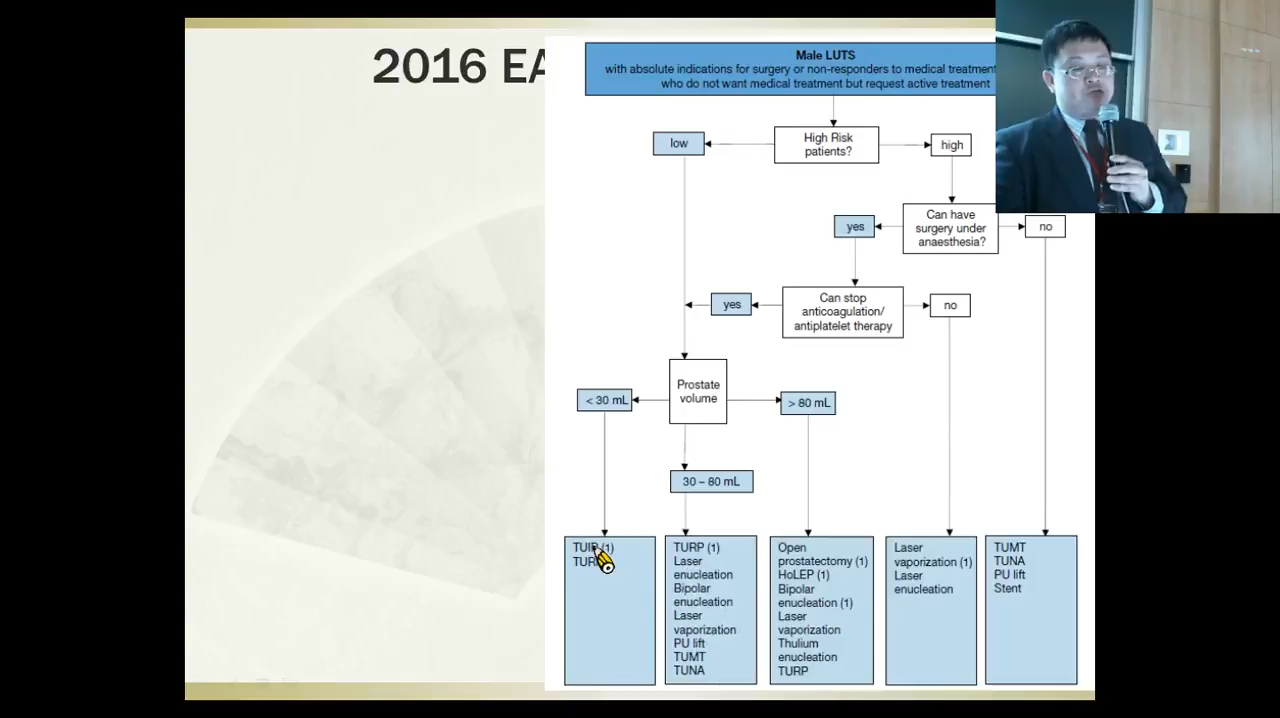 2016 EA
Male LUTS
with absolute indications for surgery or non-responders to medical treatment
who do not want medical treatment but request active treatment
low
High Risk
patients?
high
Can have
surgery under
anaesthesia?
yes
no
Can stop
anticoagulation/
antiplatelet therapy
yes
no
Prostate
volume
< 30 mL
> 80 mL
30 – 80 mL
TUIP (1)
TURP (1)
Laser
enucleation
Bipolar
enucleation
Laser
vaporization
PU lift
TUMT
TUNA
Open
prostatectomy (1)
HoLEP (1)
Bipolar
enucleation (1)
Laser
vaporization
Thulium
enucleation
TURP
Laser
vaporization (1)
Laser
enucleation
TUMT
TUNA
PU lift
Stent